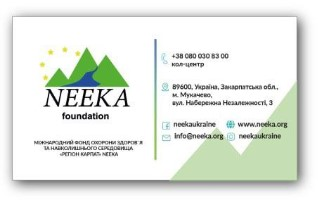 NEEKA
foundation
МІЖНАРОДНИЙ ФОНД ОХОРОНИ ЗДОРОВ´Я
ТА НАВКОЛИШНЬОГО СЕРЕДОВИЩА
«РЕГІОН КАРПАТ» NEEKA
+38 080 030 83 00
кол-центр
89600, Україна, Закарпатська обл.,
м. Мукачево,
вул. Набережна Незалежності, 3
neekaukraine www.neeka.org
info@neeka.org neekaukraine